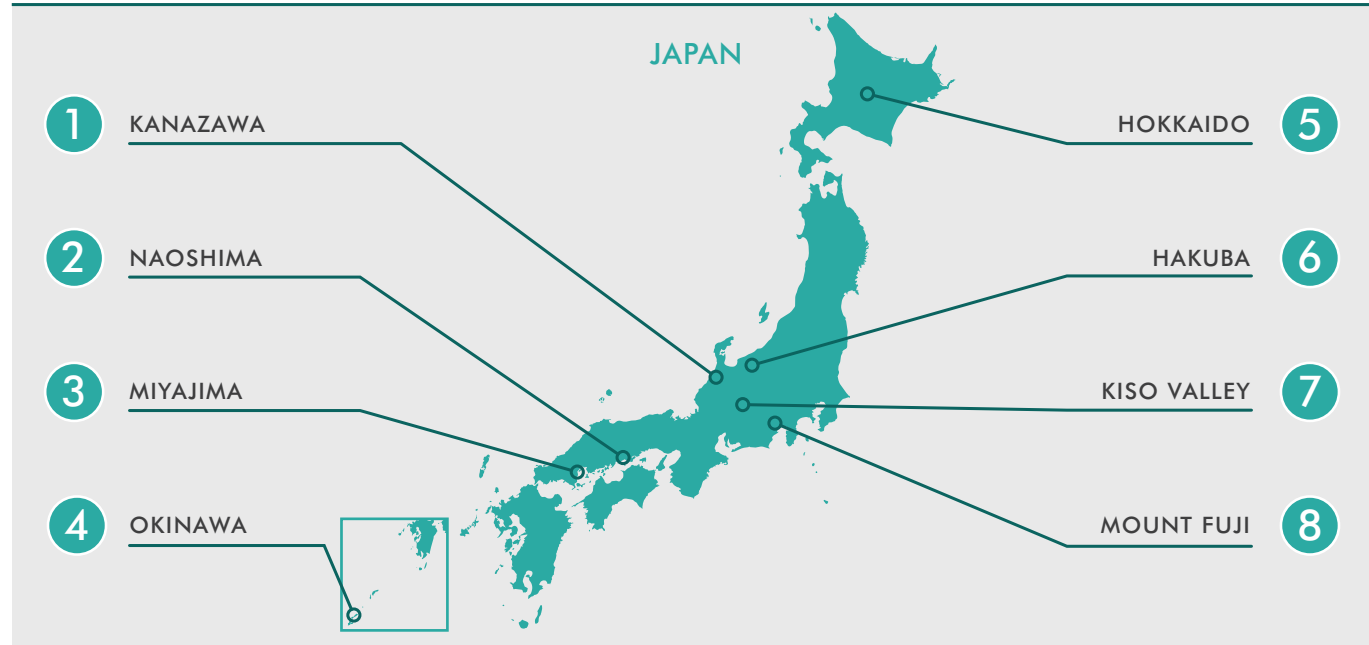 JAPAN
1 KANAZAWA
2 NAOSHIMA
3 MIYAJIMA
4 OKINAWA
HOKKAIDO 5
HAKUBA 6
KISO VALLEY 7
MOUNT FUJI 8